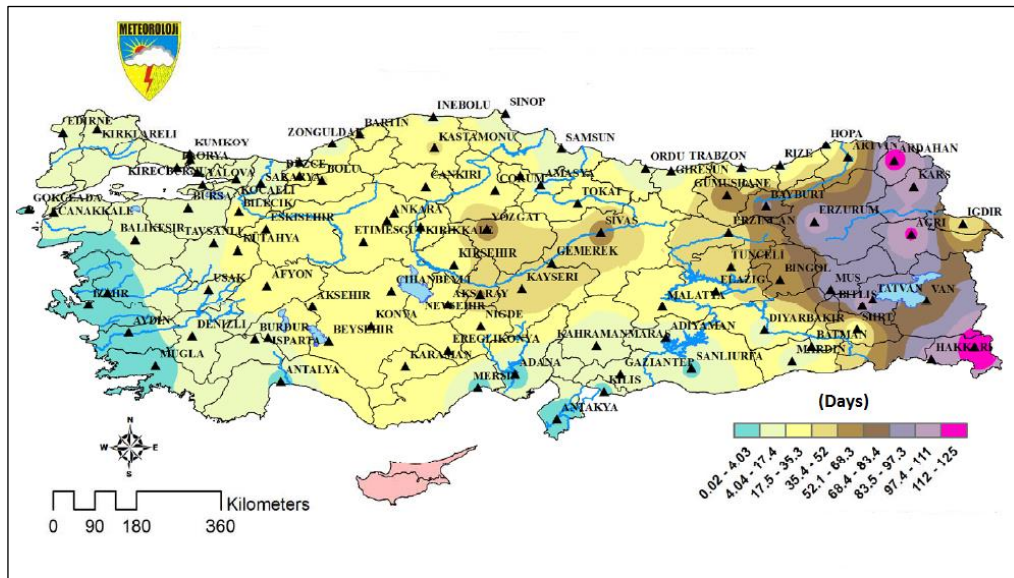 METEOROLOJI
SINOP
INEBOLU
BARTIN
ZONGULDAK
KASTAMONU
SAMSUN
EDIRNE
KIRKLARELI
KUMKOY
HOPA
ARTVIN
ARDAHAN
RIZE
ORDU TRABZON
GIRESUN
KARS
BOLU
SAKARYA
KOCAELI
YALOVA
CANKIRI
CORUM
AMASYA
TOKAT
GUMUSHANE
BAYBURT
GOKCEADA
CANAKKALE
BURSA
BILECIK
ESKISEHIR
ANKARA
ETIMESGUT
KIRIKKALE
YOZGAT
SIVAS
ERZINCAN
ERZURUM
AGRI
IGDIR
BALIKESIR
TAVSANLI
KUTAHYA
KIRSEHIR
GEMEREK
TUNCELI
BINGOL
MUS
TATVAN
VAN
BITLIS
USAK
AFYON
CIHANBEYLI
KAYSERI
ELAZIG
MALATYA
IZMIR
AKSEHIR
AKSARAY
NEVSEHIR
NIGDE
AYDIN
DENIZLI
BURDUR
ISPARTA
KONYA
BEYSEHIR
KAHRAMANMARAS
ADIYAMAN
DIYARBAKIR
BATMAN
SIIRT
MARDIN
HAKKARI
MUGLA
ANTALYA
KARAMAN
EREGLIKONYA
ADANA
MERSIN
GAZIANTEP
SANLIURFA
KILIS
ANTAKYA
N
W
E
S
(Days)
0.02 - 4.03
4.04 - 17.4
17.5 - 35.3
35.4 - 52
52.1 - 68.3
68.4 - 83.4
83.5 - 97.3
97.4 - 111
112 - 125
Kilometers
0 90 180 360